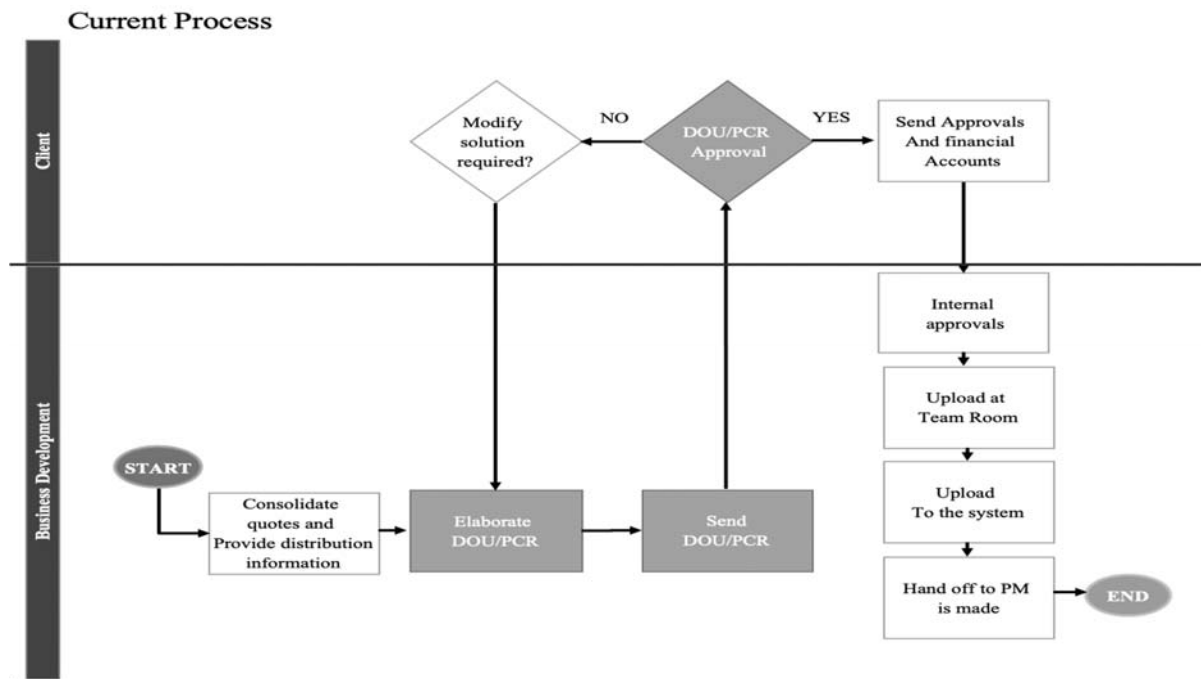 Current Process
Client
Modify
solution
required?
NO
DOU/PCR
Approval
YES
Send Approvals
And financial
Accounts
Business Development
START
Consolidate
quotes and
Provide distribution
information
Elaborate
DOU/PCR
Send
DOU/PCR
Internal
approvals
Upload at
Team Room
Upload
To the system
Hand off to PM
is made
END